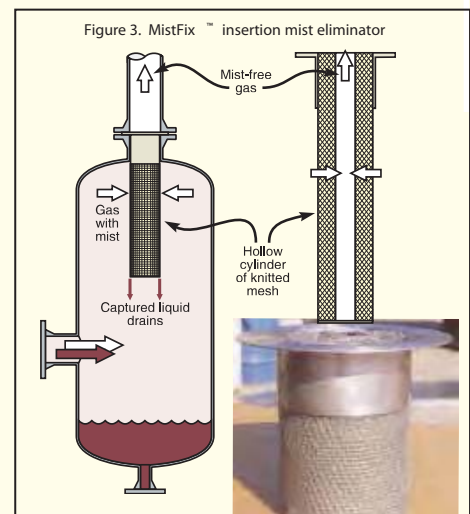 Figure 3. MistFix ™ insertion mist eliminator
Mist-free
gas
Gas
with
mist
Hollow
cylinder
of knitted
mesh
Captured liquid
drains